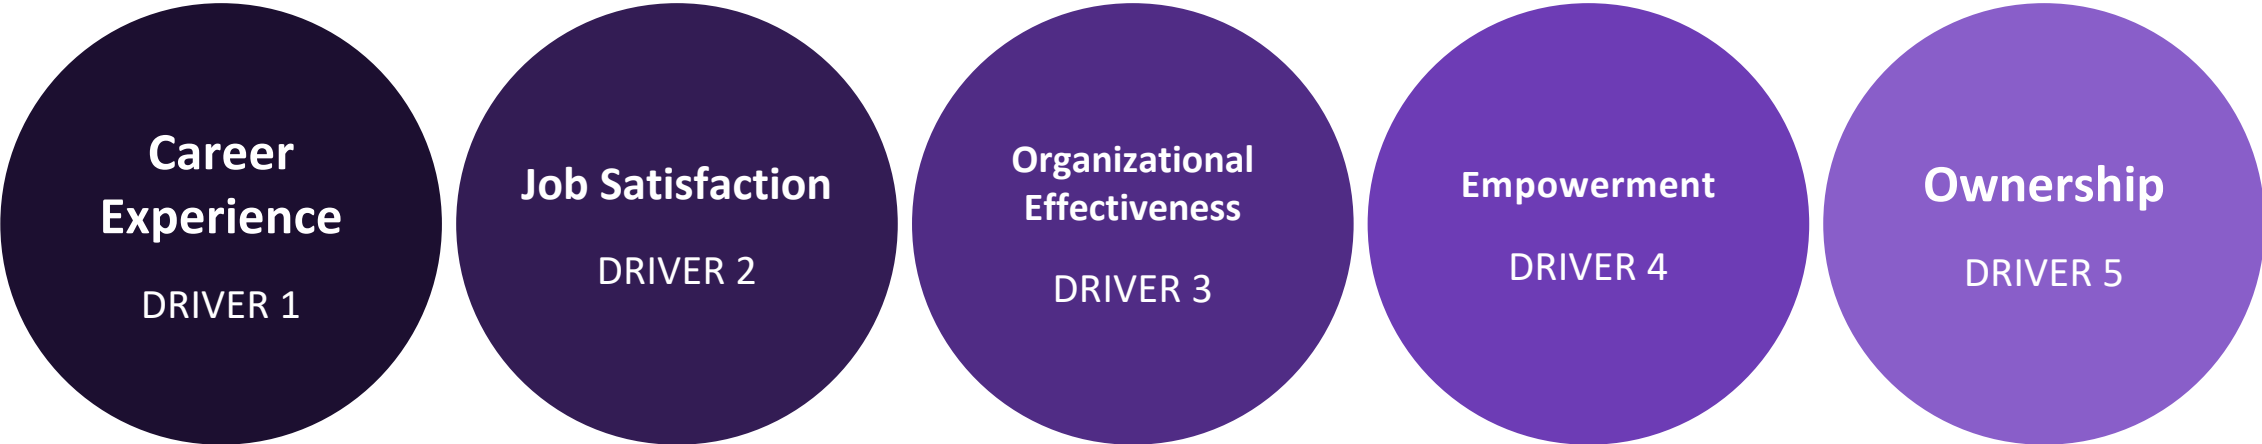 Career
Experience
DRIVER 1
Job Satisfaction
DRIVER 2
Organizational
Effectiveness
DRIVER 3
Empowerment
DRIVER 4
Ownership
DRIVER 5